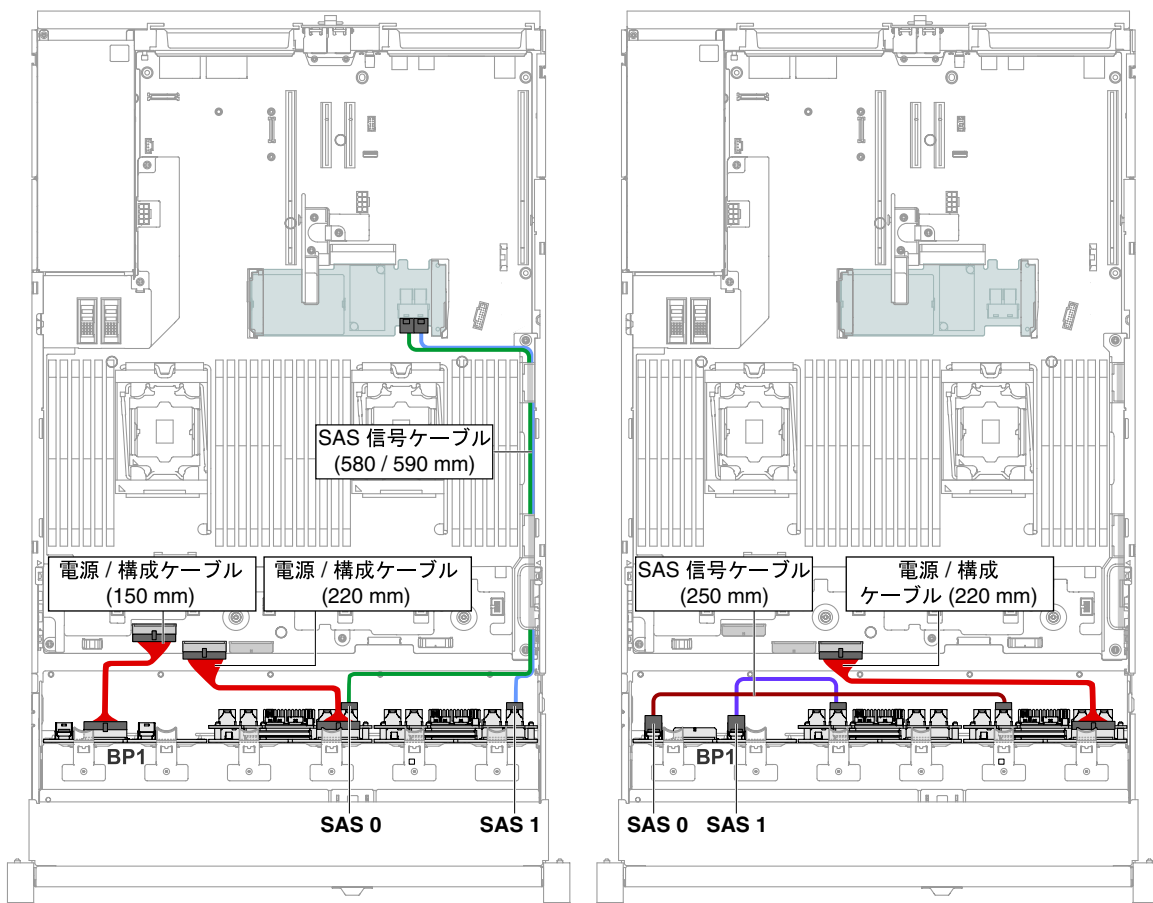 SAS 信号ケーブル
(580 / 590 mm)
電源 / 構成ケーブル
(150 mm)
電源 / 構成ケーブル
(220 mm)
BP1
SAS 0
SAS 1
SAS 信号ケーブル
(250 mm)
電源 / 構成
ケーブル (220 mm)
BP1
SAS 0
SAS 1